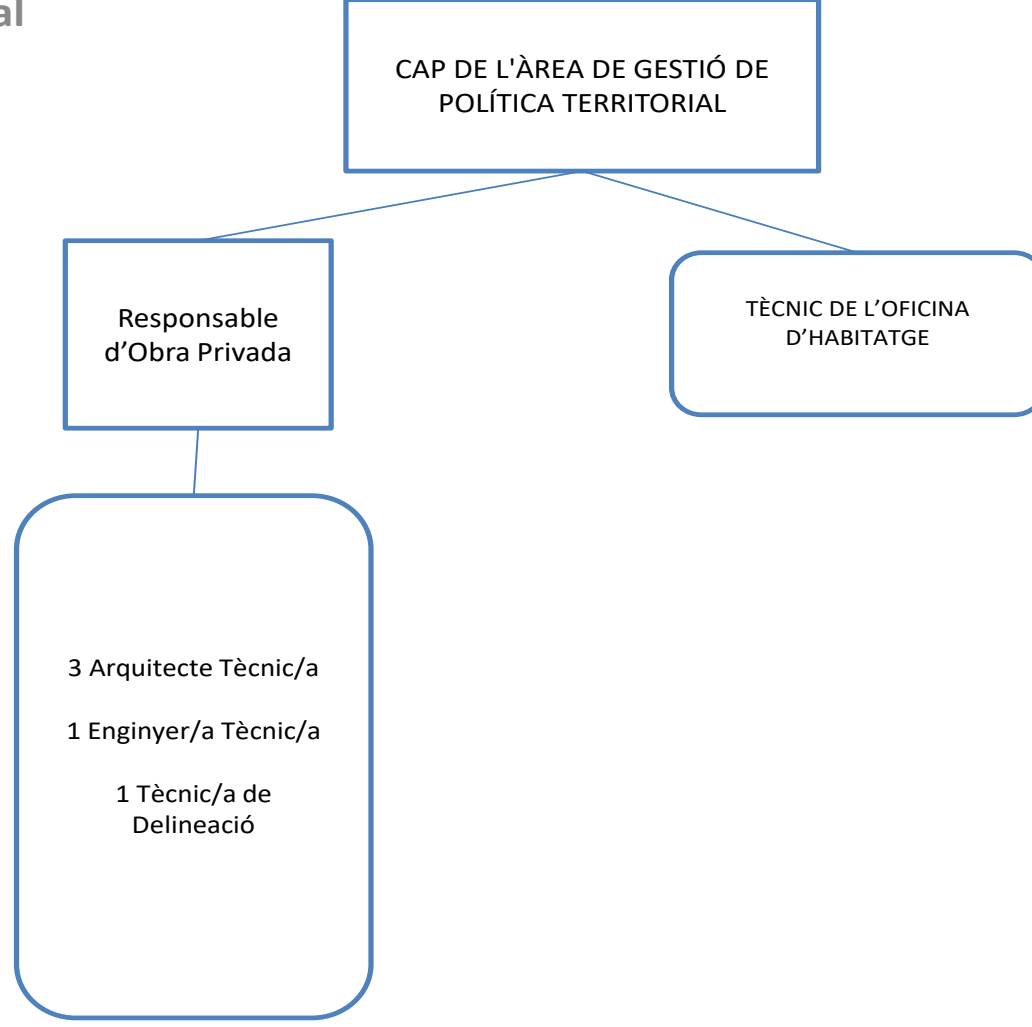 al
CAP DE L'ÀREA DE GESTIÓ DE
POLÍTICA TERRITORIAL
Responsable
d’Obra Privada
TÈCNIC DE L’OFICINA
D’HABITATGE
3 Arquitecte Tècnic/a
1 Enginyer/a Tècnic/a
1 Tècnic/a de
Delineació